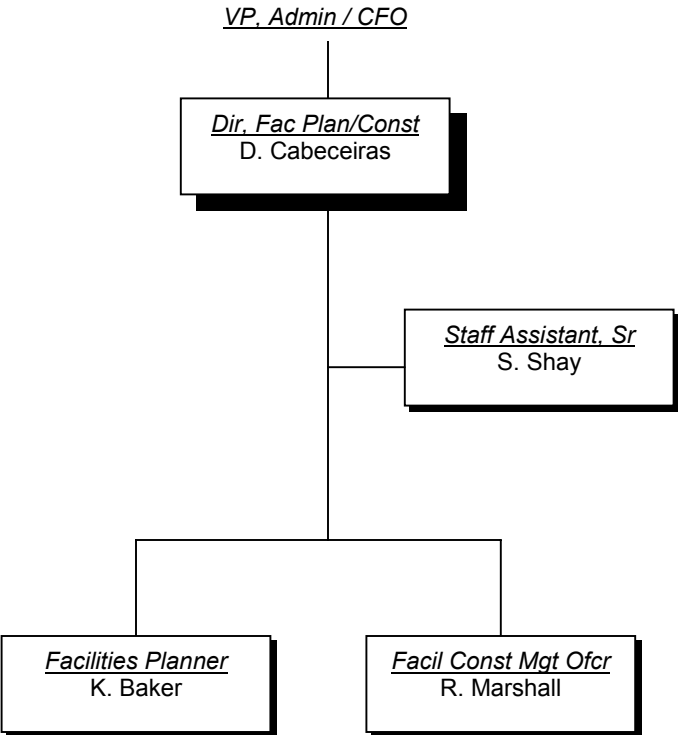 VP, Admin / CFO
Dir, Fac Plan/Const
D. Cabeceiras
Staff Assistant, Sr
S. Shay
Facilities Planner
K. Baker
Facil Const Mgt Ofcr
R. Marshall